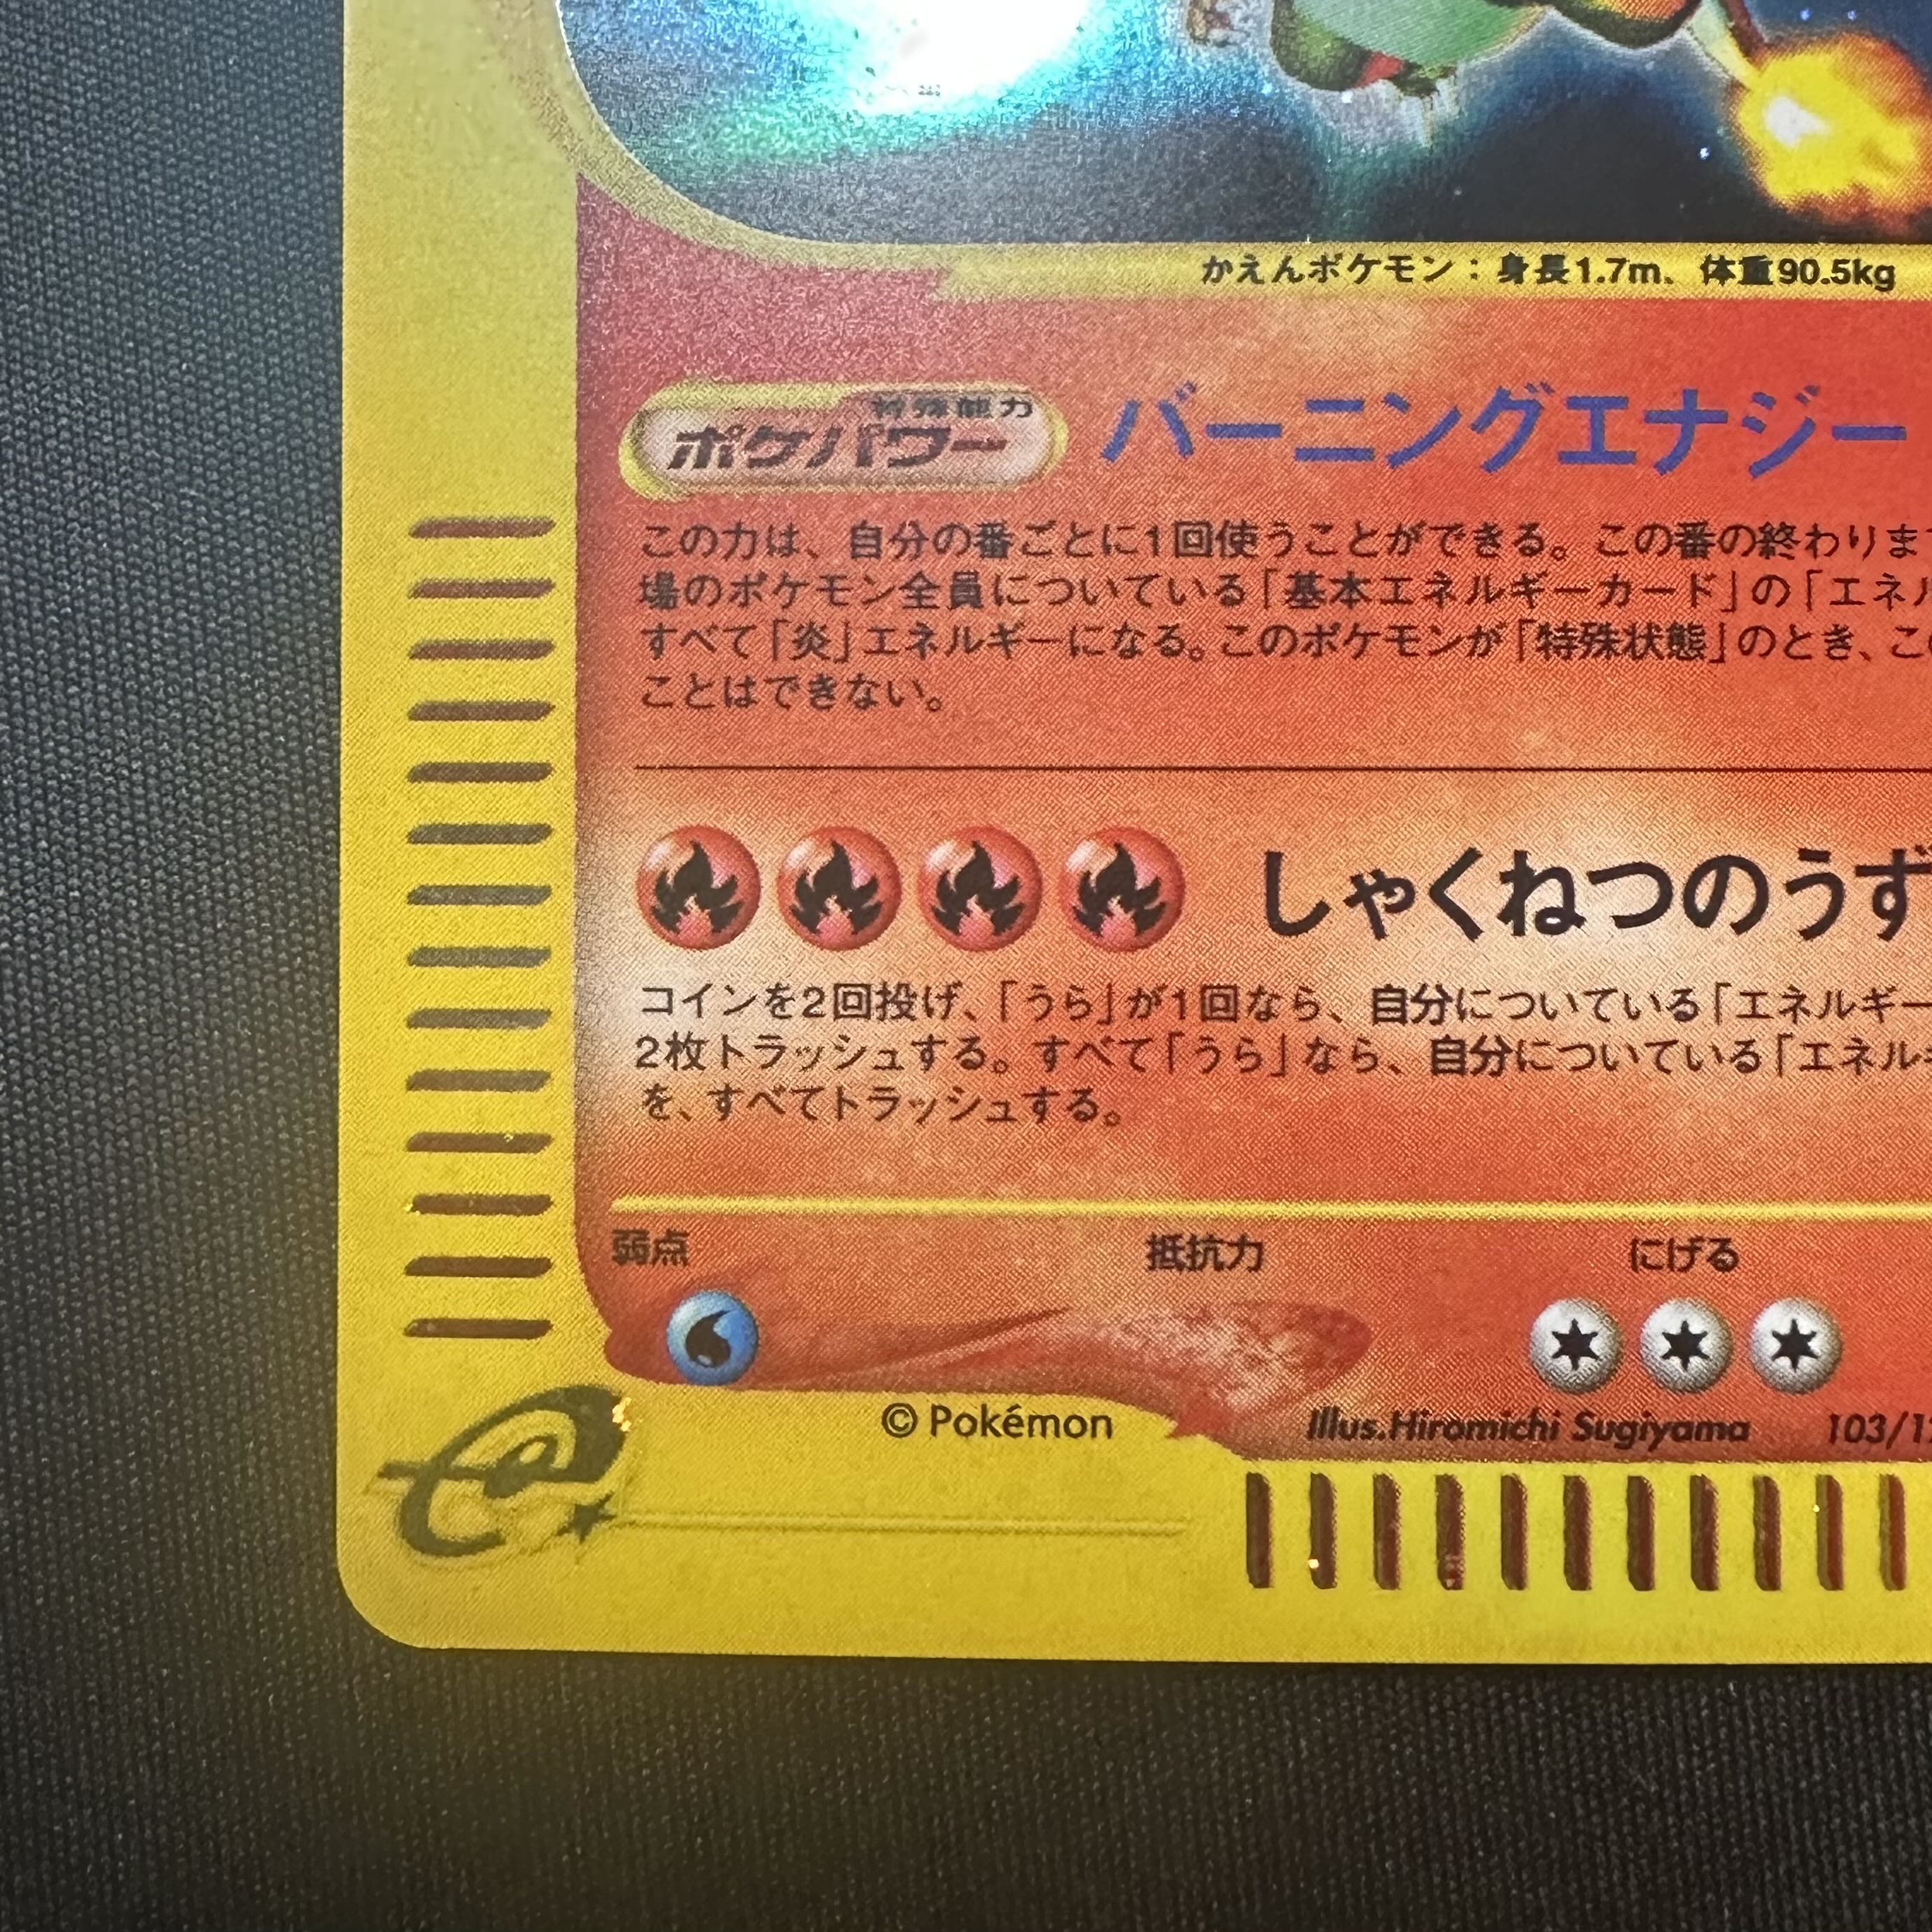 かえんポケモン：身長1.7m、体重90.5kg
特殊能力
ポケパワー
バーニングエナジー
この力は、自分の番ごとに1回使うことができる。この番の終わりま
場のポケモン全員についている「基本エネルギーカード」の「エネル
すべて「炎」エネルギーになる。このポケモンが「特殊状態」のとき、こ
ことはできない。
しゃくねつのうず
コインを2回投げ、「うら」が1回なら、自分についている「エネルギー
2枚トラッシュする。すべて「うら」なら、自分についている「エネル
を、すべてトラッシュする。
弱点 抵抗力 にげる
e
© Pokémon Illus.Hiromichi Sugiyama 103/1